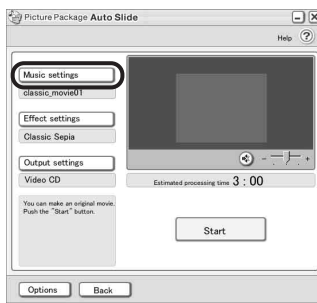 Picture Package Auto Slide
Help ?
Music settings
classic_movie01
Effect settings
Classic Sepia
Output settings
Video CD
You can make an original movie.
Push the "Start" button.
- +
Estimated processing time 3 : 00
Start
Options
Back